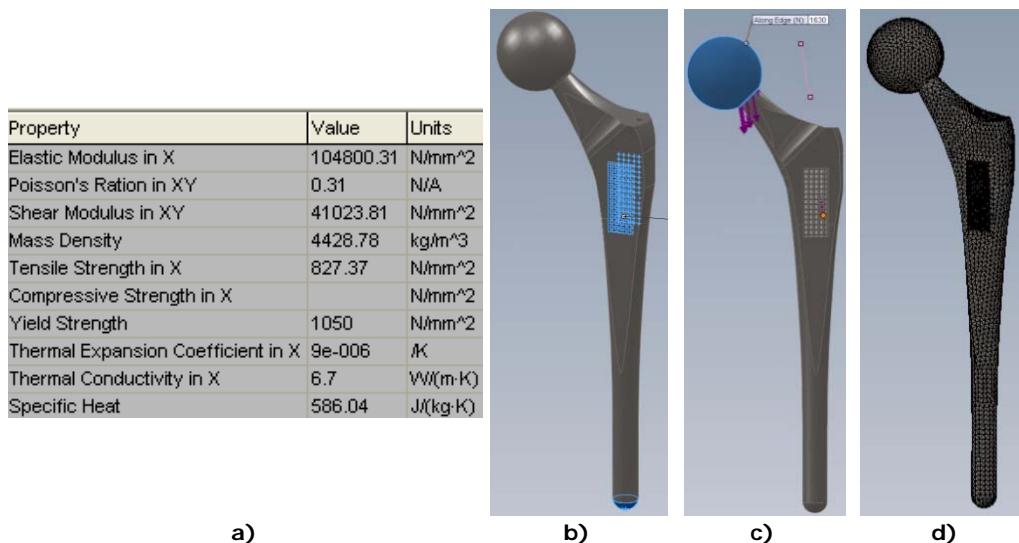 Along Edge (N): 1630
Property Value Units
Elastic Modulus in X 104800.31 N/mm^2
Poisson's Ration in XY 0.31 N/A
Shear Modulus in XY 41023.81 N/mm^2
Mass Density 4428.78 kg/m^3
Tensile Strength in X 827.37 N/mm^2
Compressive Strength in X N/mm^2
Yield Strength 1050 N/mm^2
Thermal Expansion Coefficient in X 9e-006 /K
Thermal Conductivity in X 6.7 W/(m·K)
Specific Heat 586.04 J/(kg·K)
a) b) c) d)